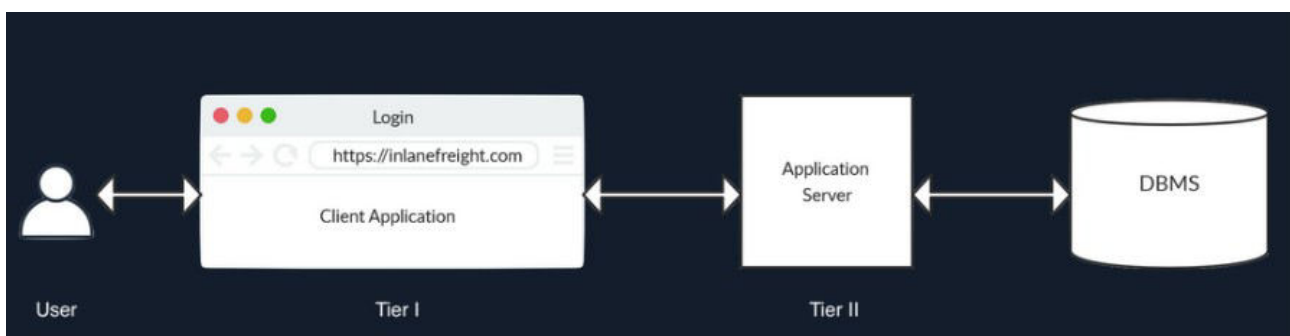 Login
https://inlanefreight.com
Client Application
Application
Server
DBMS
User
Tier I
Tier II